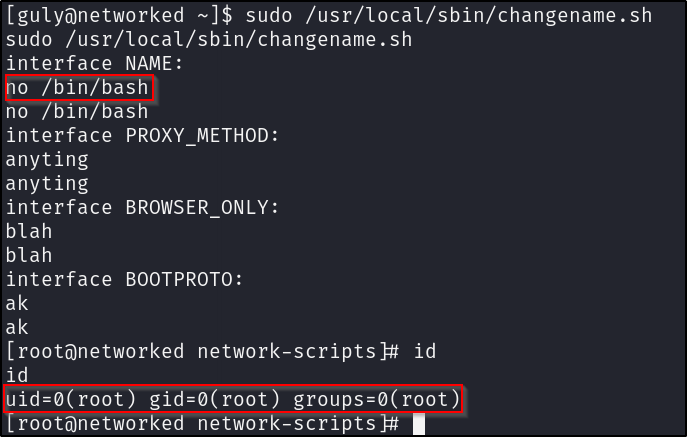 [guly@networked ~]$ sudo /usr/local/sbin/changename.sh
sudo /usr/local/sbin/changename.sh
interface NAME:
no /bin/bash
no /bin/bash
interface PROXY_METHOD:
anyting
anyting
interface BROWSER_ONLY:
blah
blah
interface BOOTPROTO:
ak
ak
[root@networked network-scripts]# id
id
uid=0(root) gid=0(root) groups=0(root)
[root@networked network-scripts]#